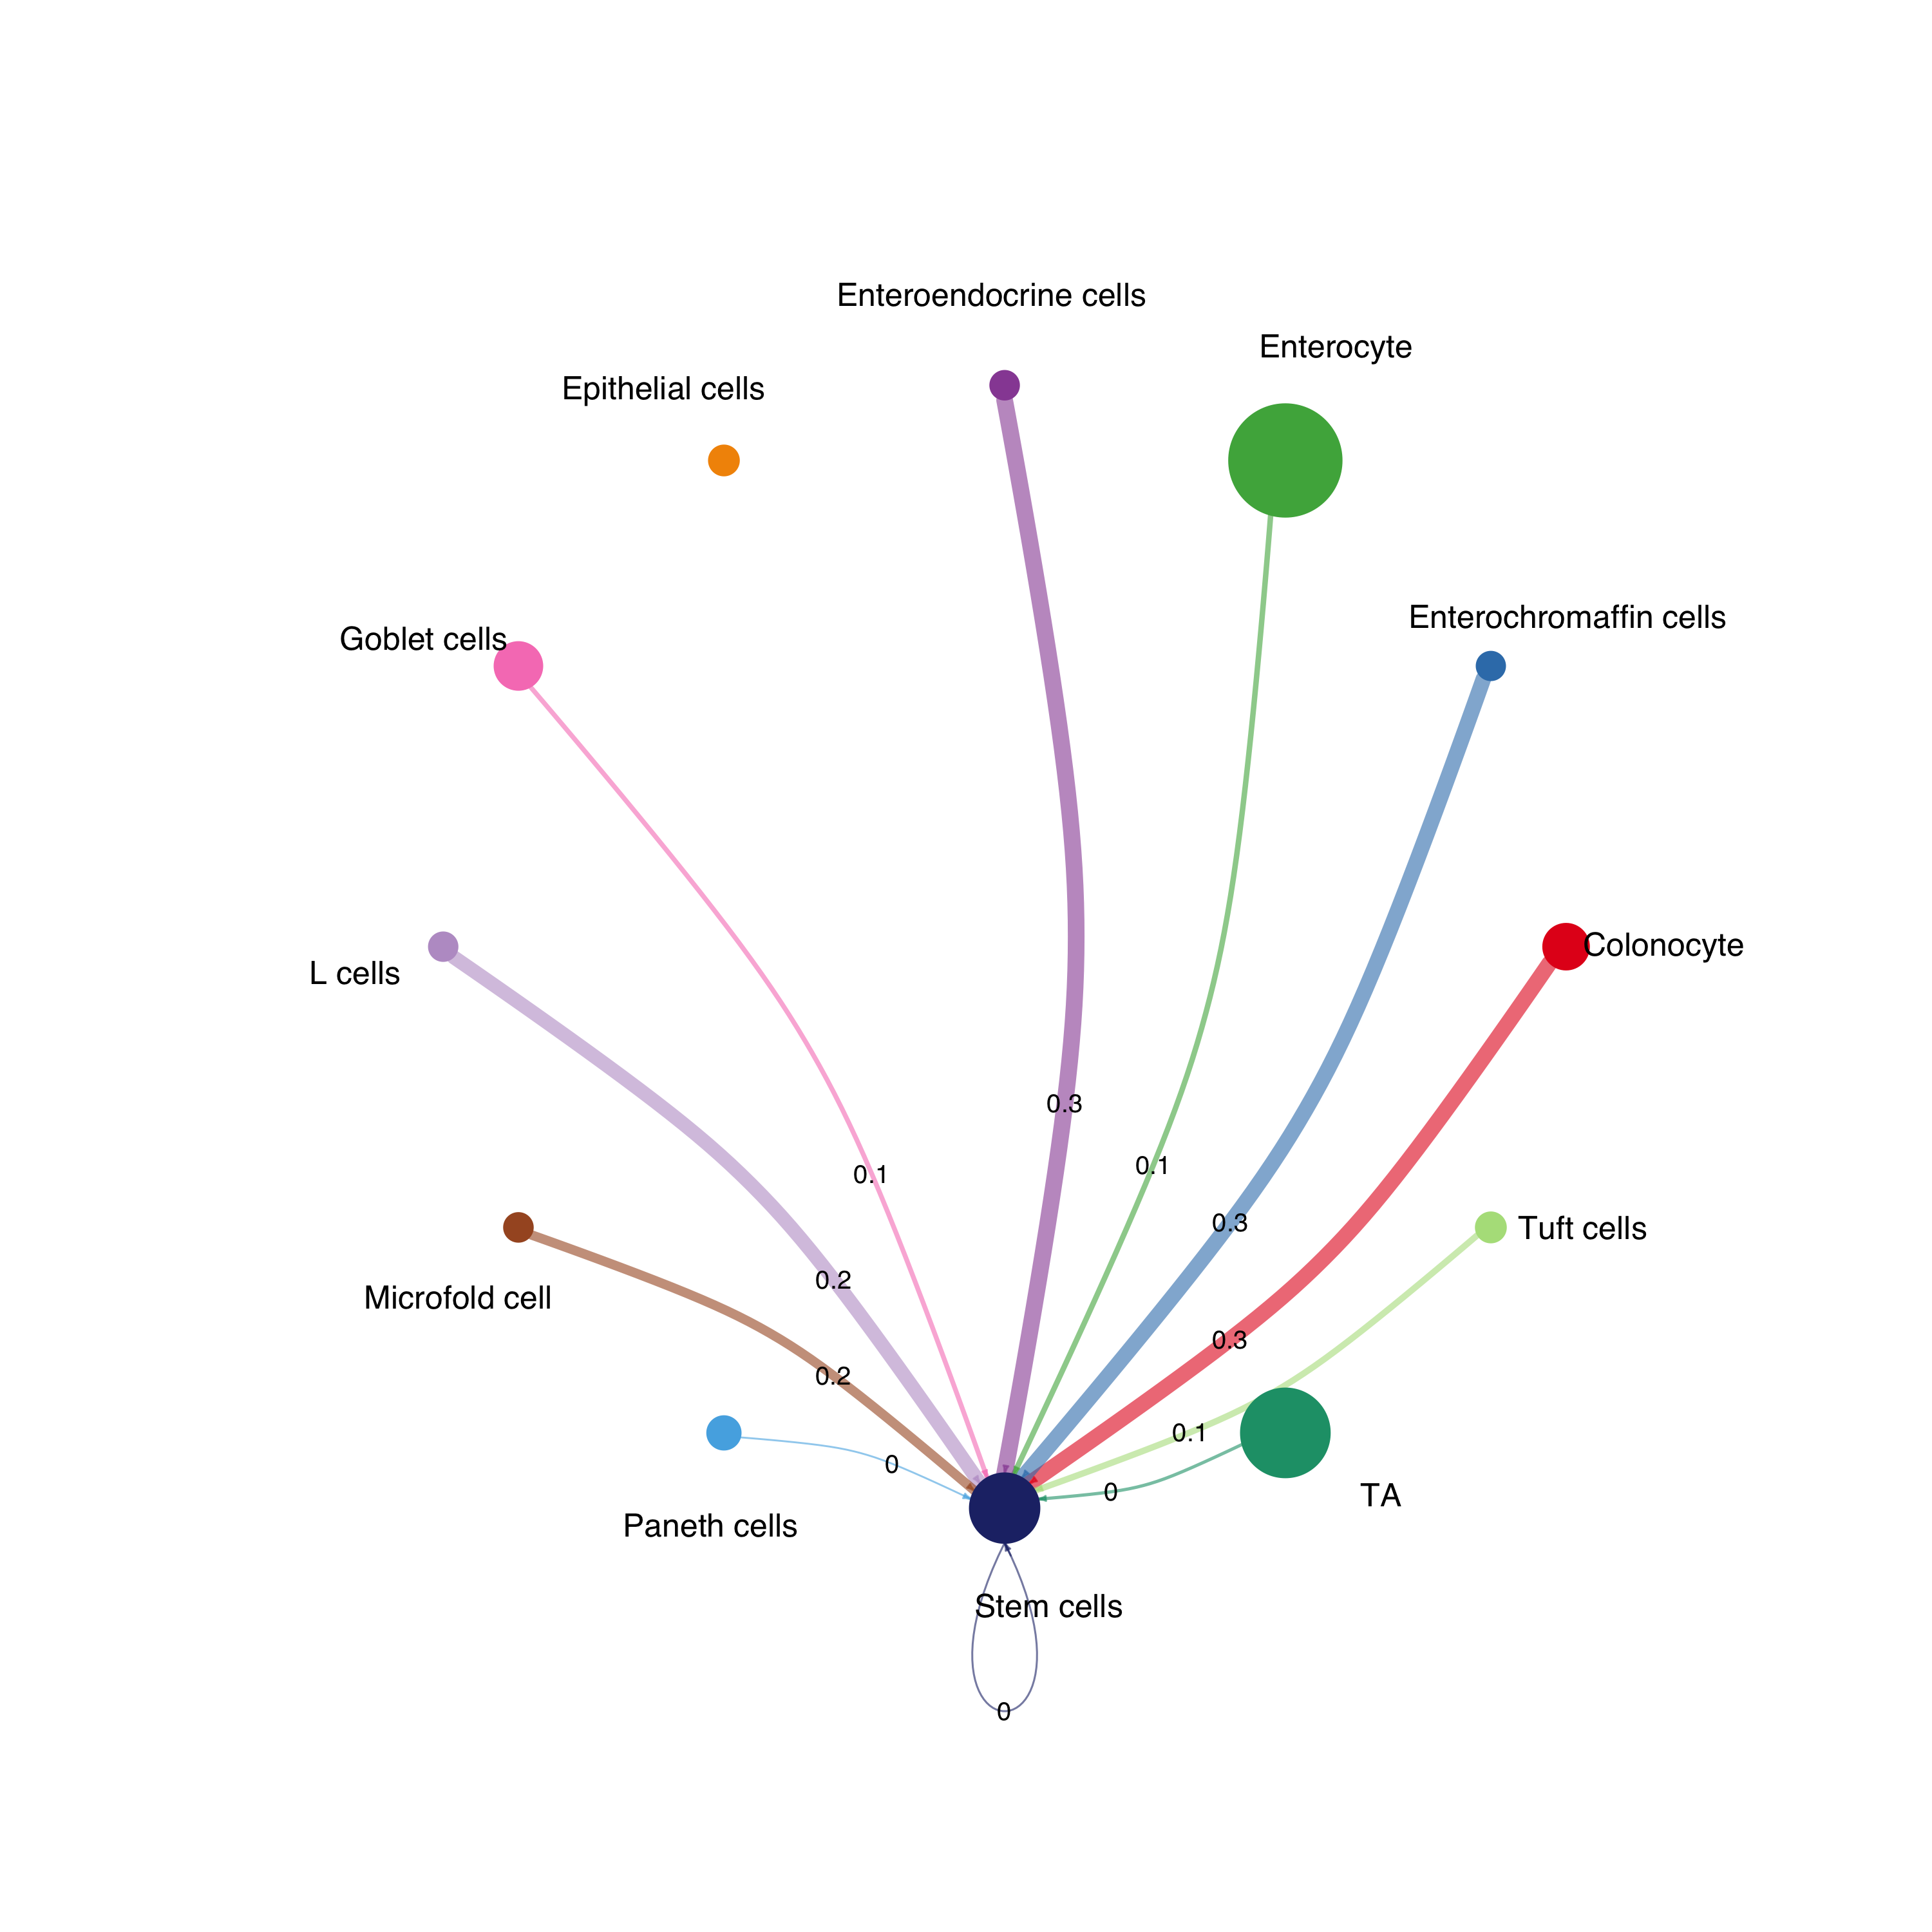 Enteroendocrine cells
Enterocyte
Epithelial cells
Enterochromaffin cells
Goblet cells
Colonocyte
L cells
0.3
0.1
0.1
0.3
Tuft cells
0.2
Microfold cell
0.3
0.2
0.1
0
0
TA
Paneth cells
Stem cells
0